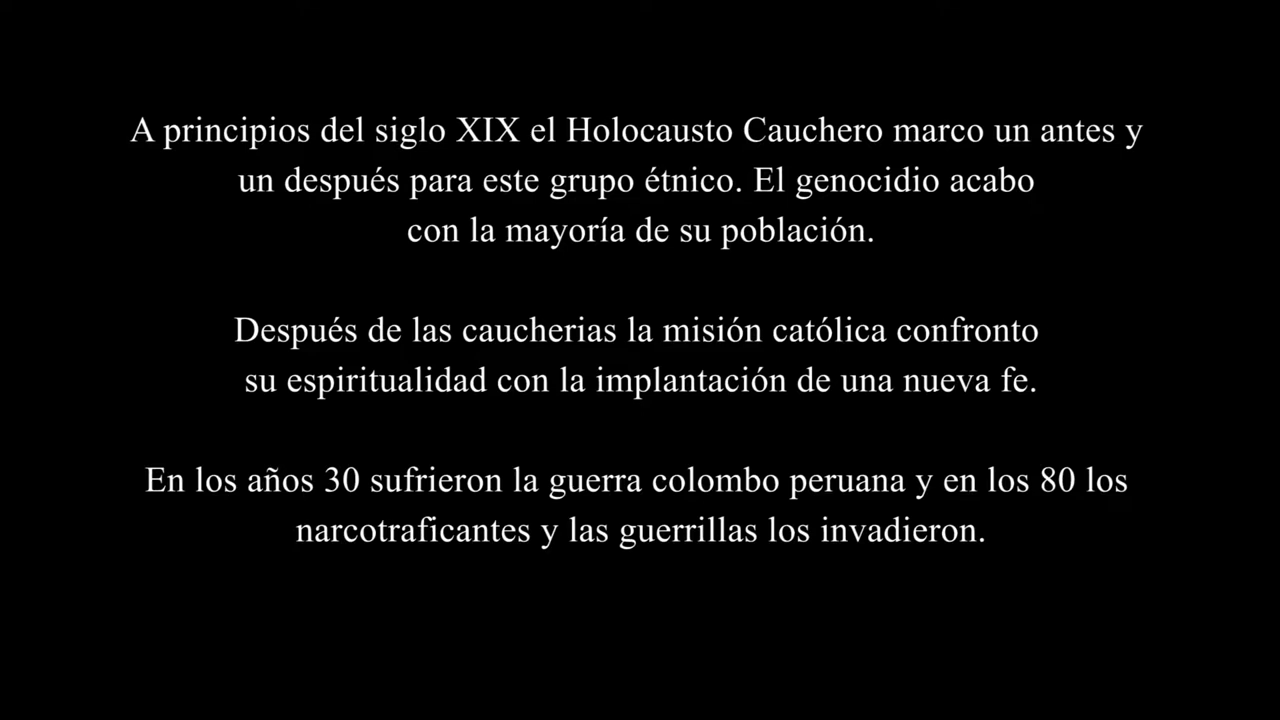 A principios del siglo XIX el Holocausto Cauchero marco un antes y
un después para este grupo étnico. El genocidio acabo
con la mayoría de su población.
Después de las caucherias la misión católica confronto
su espiritualidad con la implantación de una nueva fe.
En los años 30 sufrieron la guerra colombo peruana y en los 80 los
narcotraficantes y las guerrillas los invadieron.